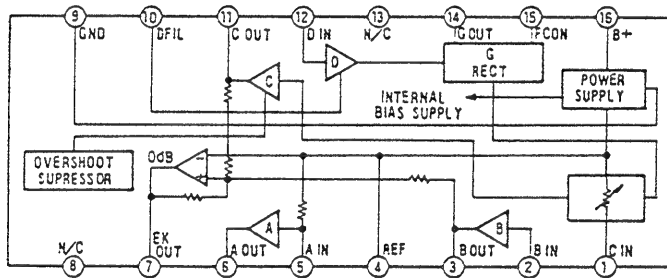 9 10 11 12 13 14 15 16
GND DFIL C OUT D IN N/C IGOUT IFCON B+
D
G
RECT
POWER
SUPPLY
C
INTERNAL
BIAS SUPPLY
OVERSHOOT
SUPRESSOR
0dB
−
+
A
B
N/C EX
OUT A OUT A IN REF B OUT B IN C IN
8 7 6 5 4 3 2 1